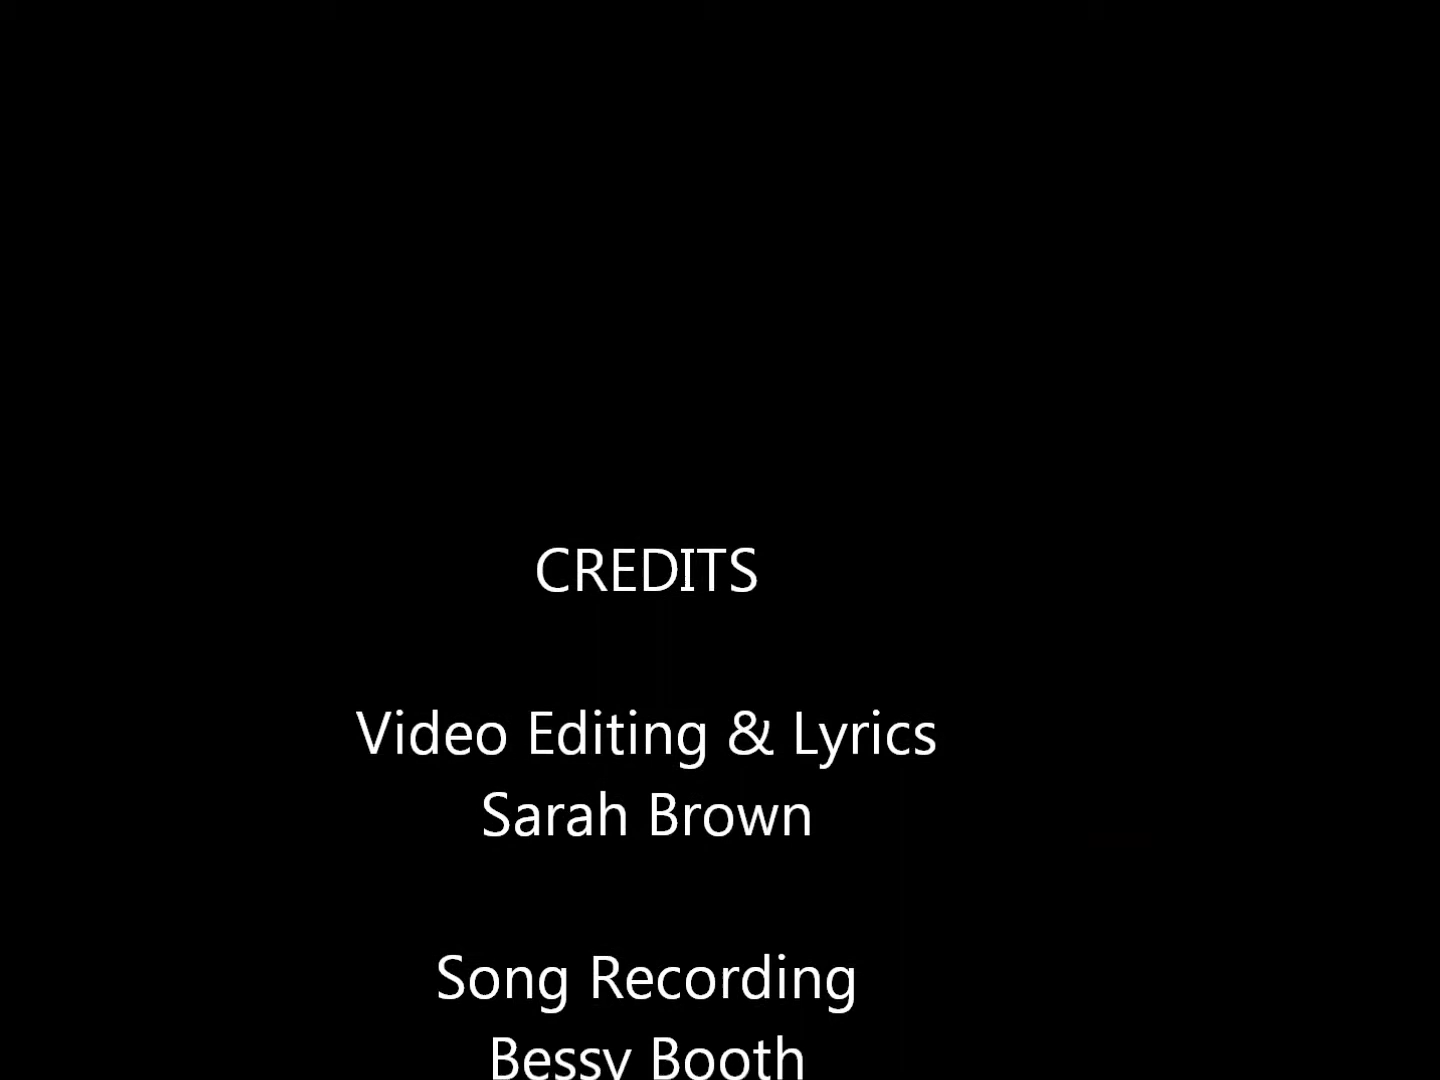 CREDITS
Video Editing & Lyrics
Sarah Brown
Song Recording
Bessy Booth